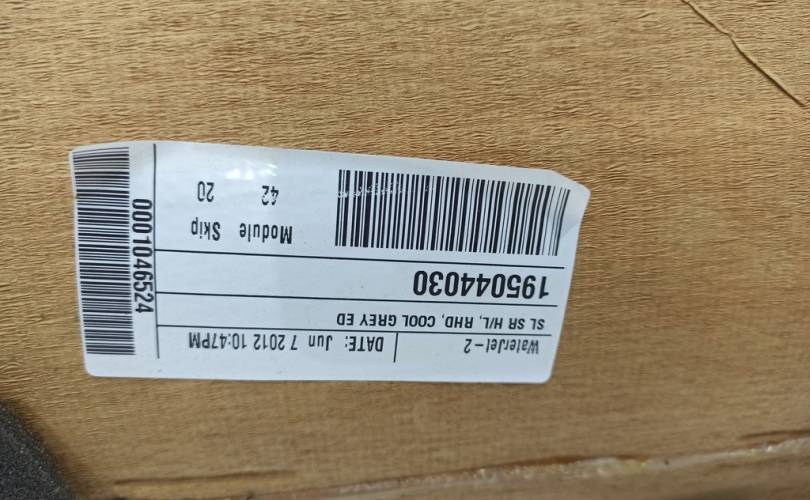 WaterJet-2 DATE: Jun 7 2012 10:47PM
SL SR H/L, RHD, COOL GREY ED
195044030
Module Skip
42 20
0001046524